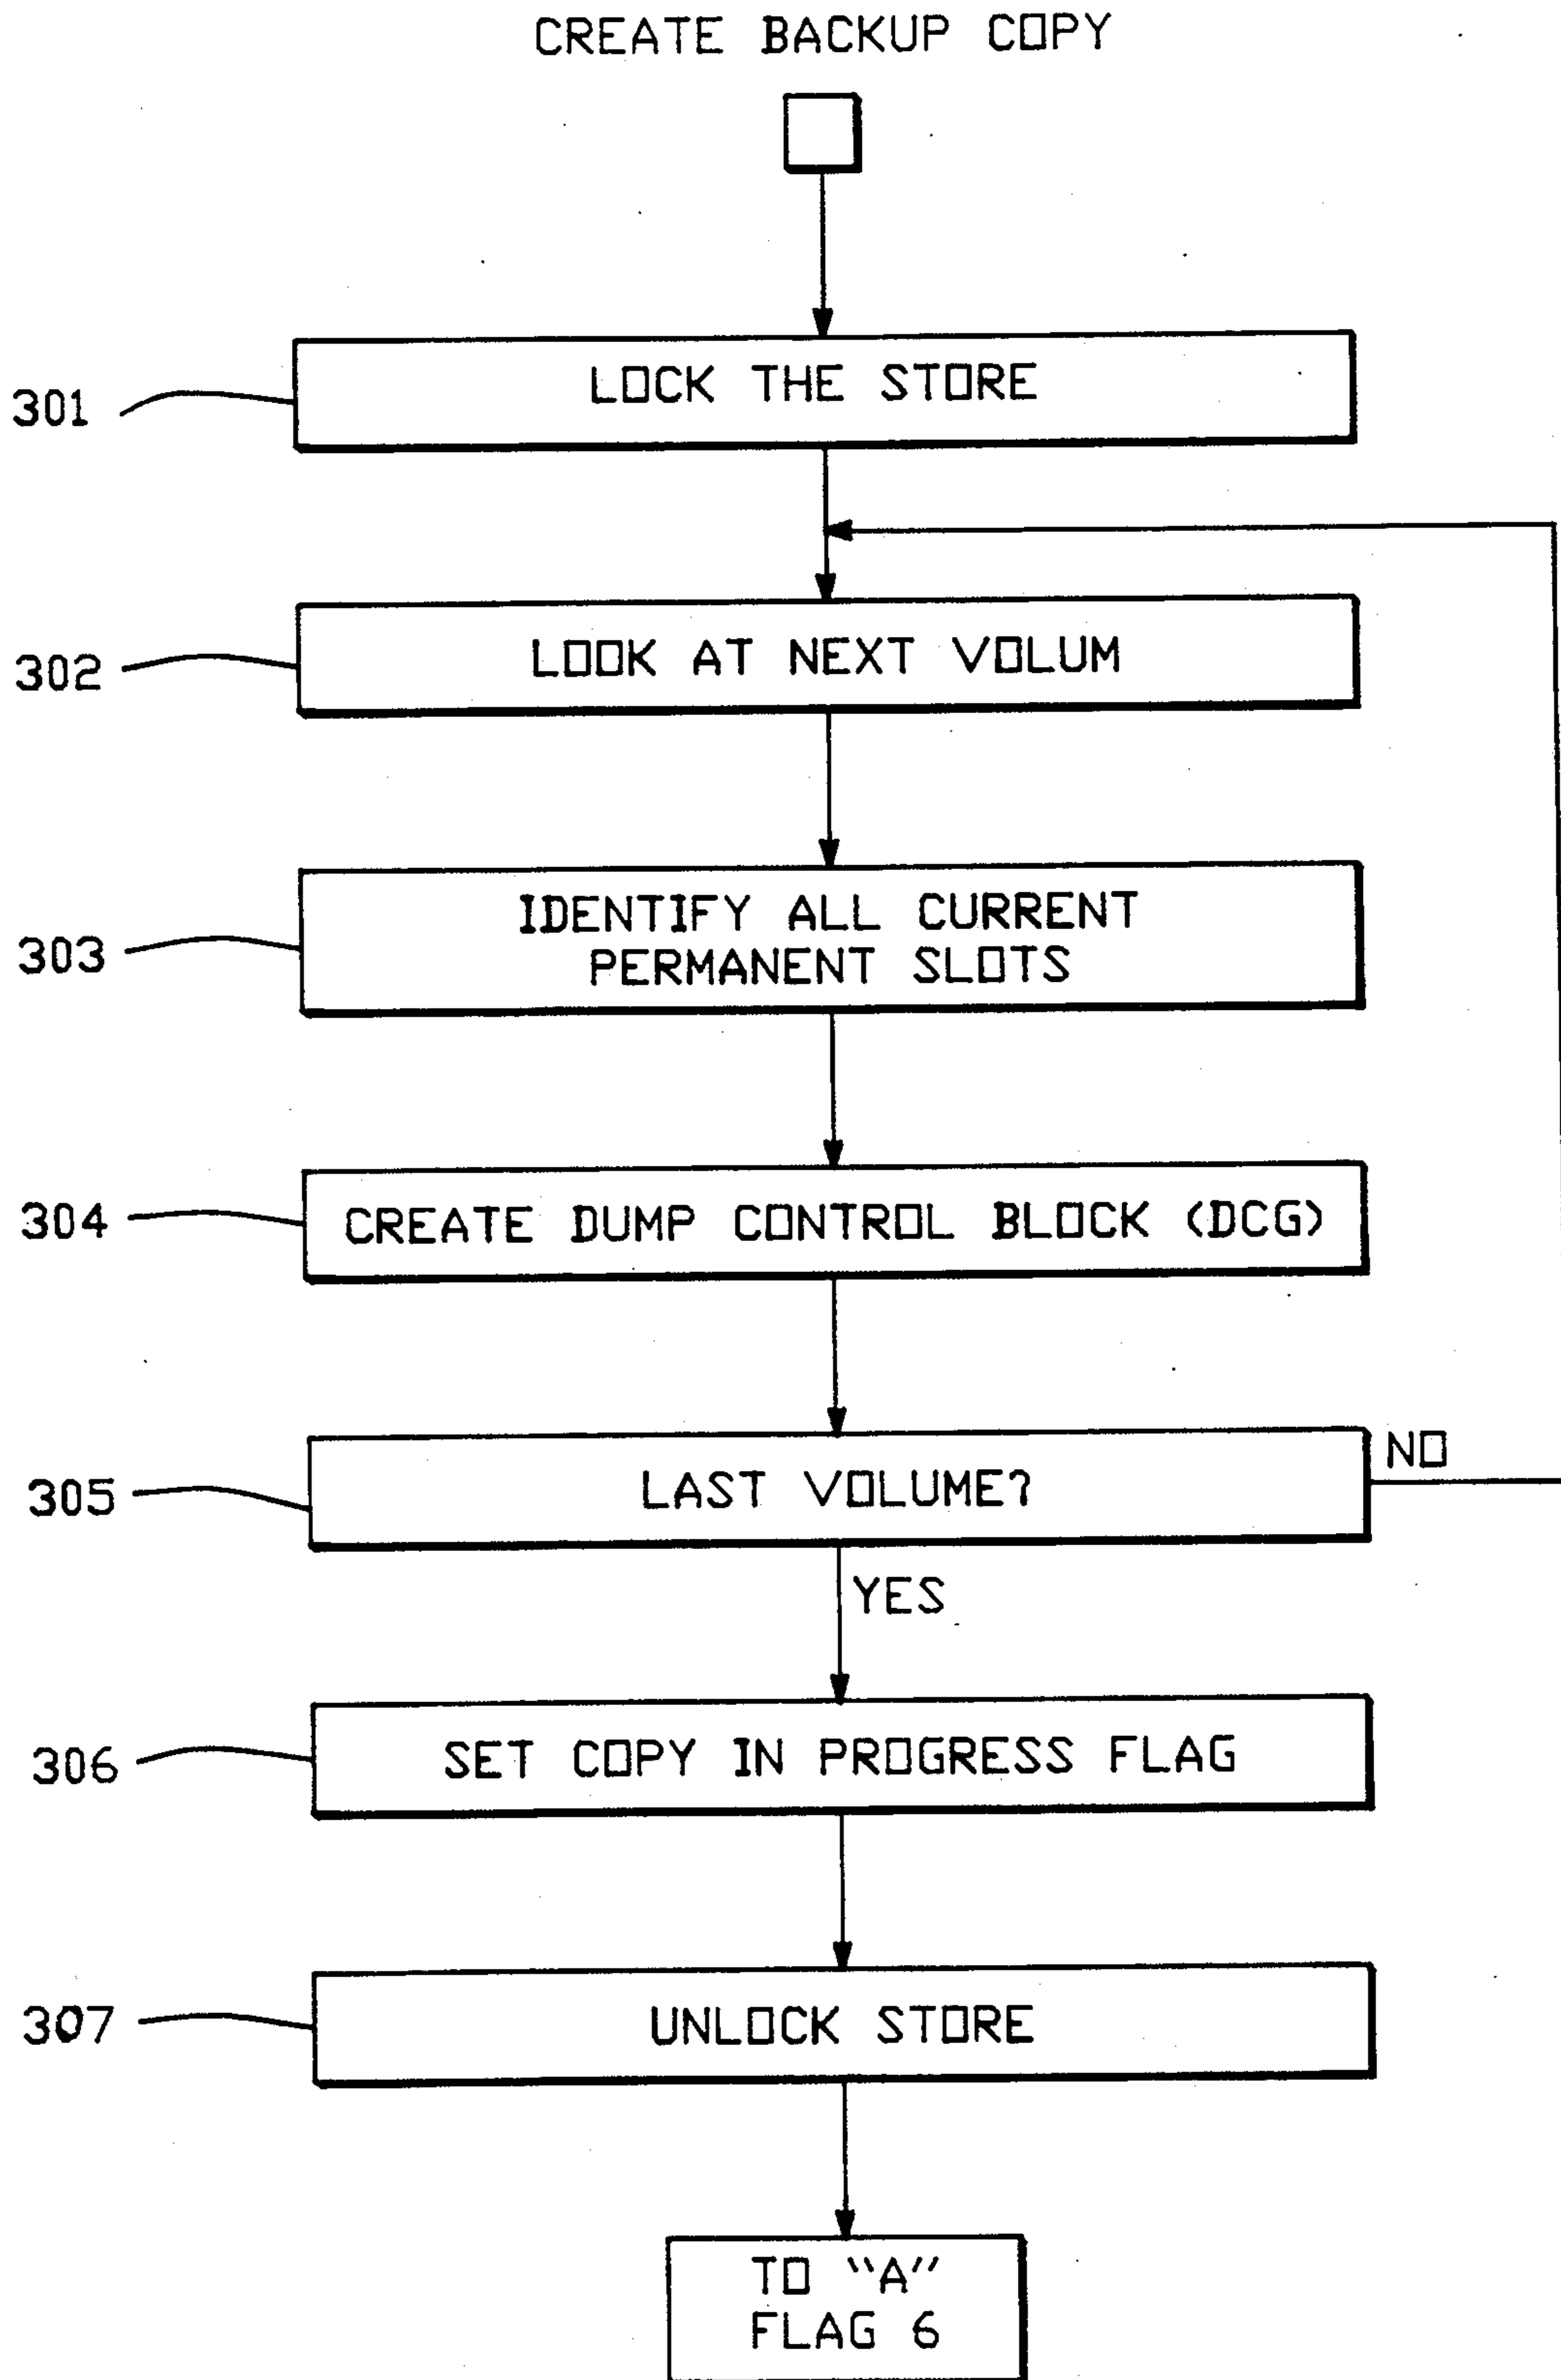 CREATE BACKUP COPY
301
LOCK THE STORE
302
LOOK AT NEXT VOLUM
303
IDENTIFY ALL CURRENT
PERMANENT SLOTS
304
CREATE DUMP CONTROL BLOCK (DCG)
305
LAST VOLUME?
NO
YES
306
SET COPY IN PROGRESS FLAG
307
UNLOCK STORE
TO "A"
FLAG 6